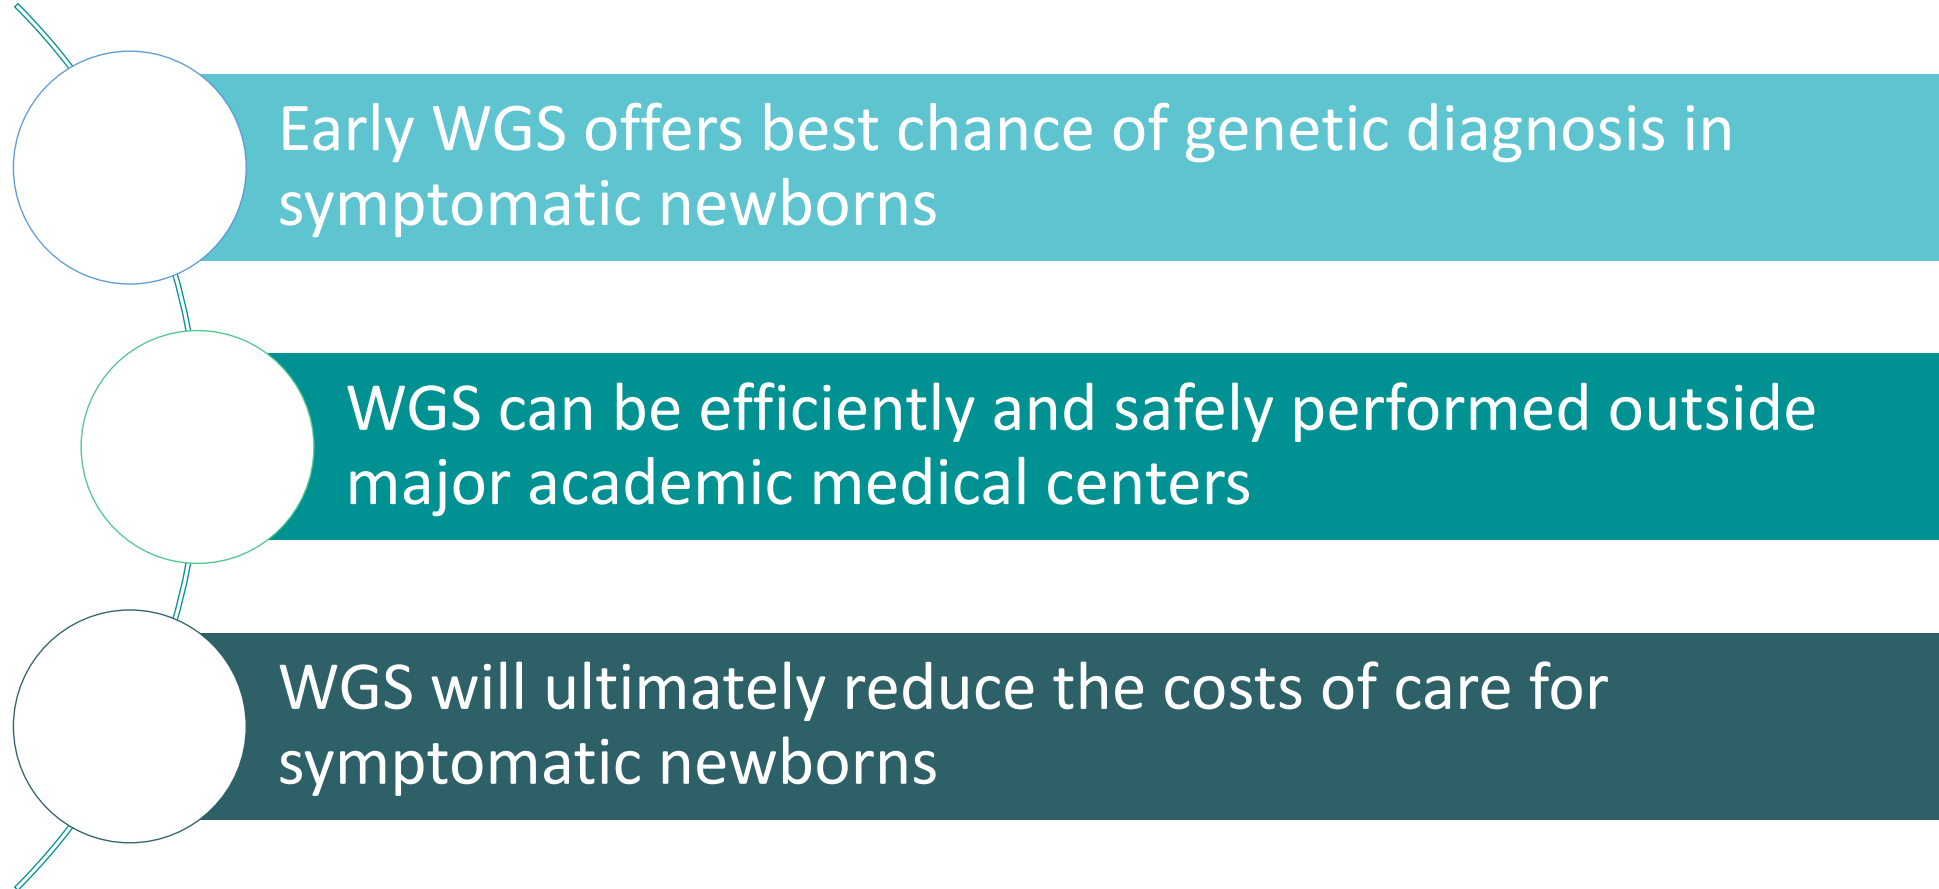 Early WGS offers best chance of genetic diagnosis in
symptomatic newborns
WGS can be efficiently and safely performed outside
major academic medical centers
WGS will ultimately reduce the costs of care for
symptomatic newborns